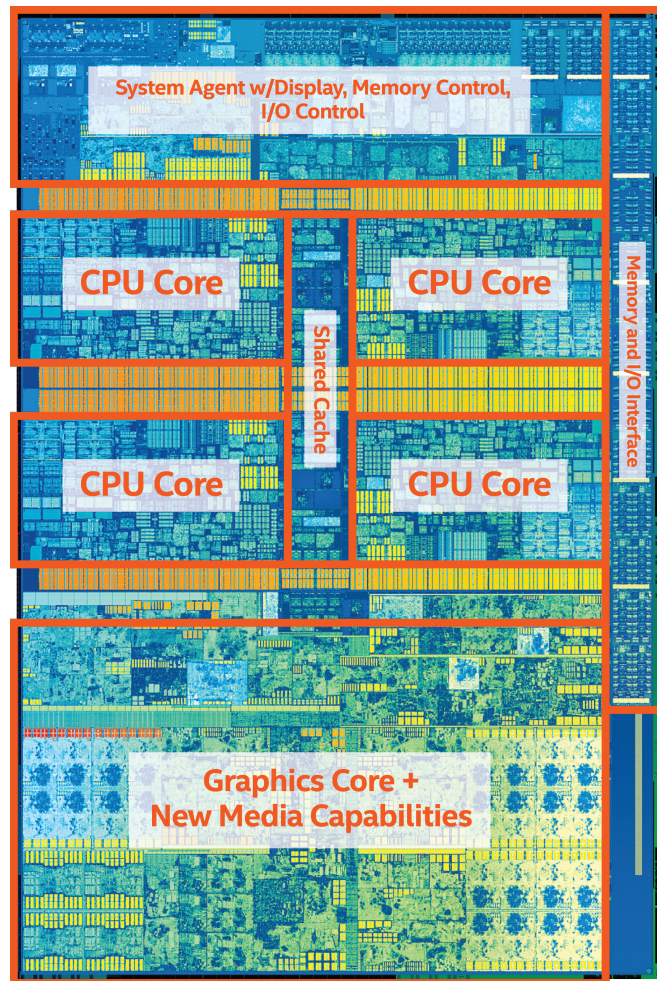 System Agent w/Display, Memory Control,
I/O Control
CPU Core
CPU Core
Shared Cache
Memory and I/O Interface
CPU Core
CPU Core
Graphics Core +
New Media Capabilities